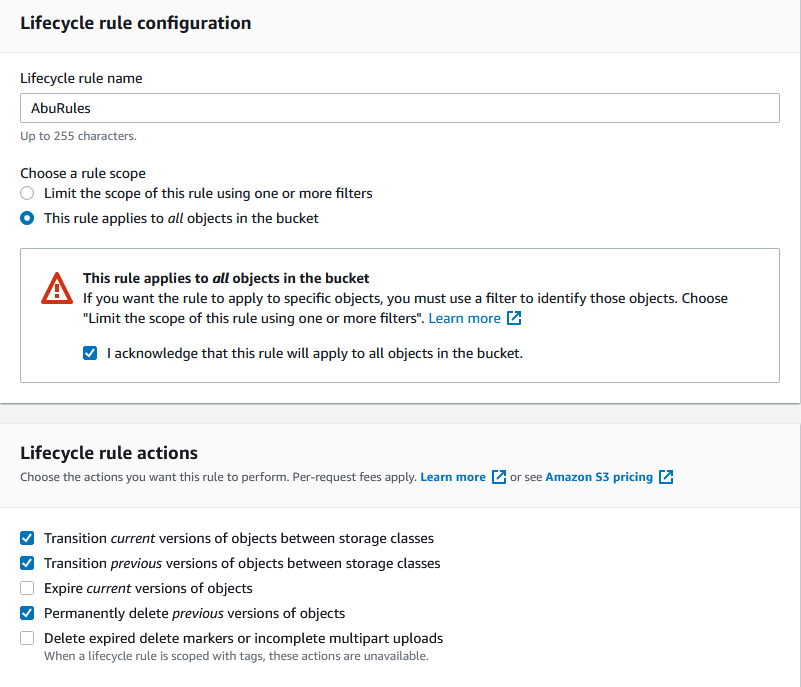 Lifecycle rule configuration
Lifecycle rule name
AbuRules
Up to 255 characters.
Choose a rule scope
Limit the scope of this rule using one or more filters
This rule applies to all objects in the bucket
This rule applies to all objects in the bucket
If you want the rule to apply to specific objects, you must use a filter to identify those objects. Choose
"Limit the scope of this rule using one or more filters". Learn more
I acknowledge that this rule will apply to all objects in the bucket.
Lifecycle rule actions
Choose the actions you want this rule to perform. Per-request fees apply. Learn more or see Amazon S3 pricing
Transition current versions of objects between storage classes
Transition previous versions of objects between storage classes
Expire current versions of objects
Permanently delete previous versions of objects
Delete expired delete markers or incomplete multipart uploads
When a lifecycle rule is scoped with tags, these actions are unavailable.